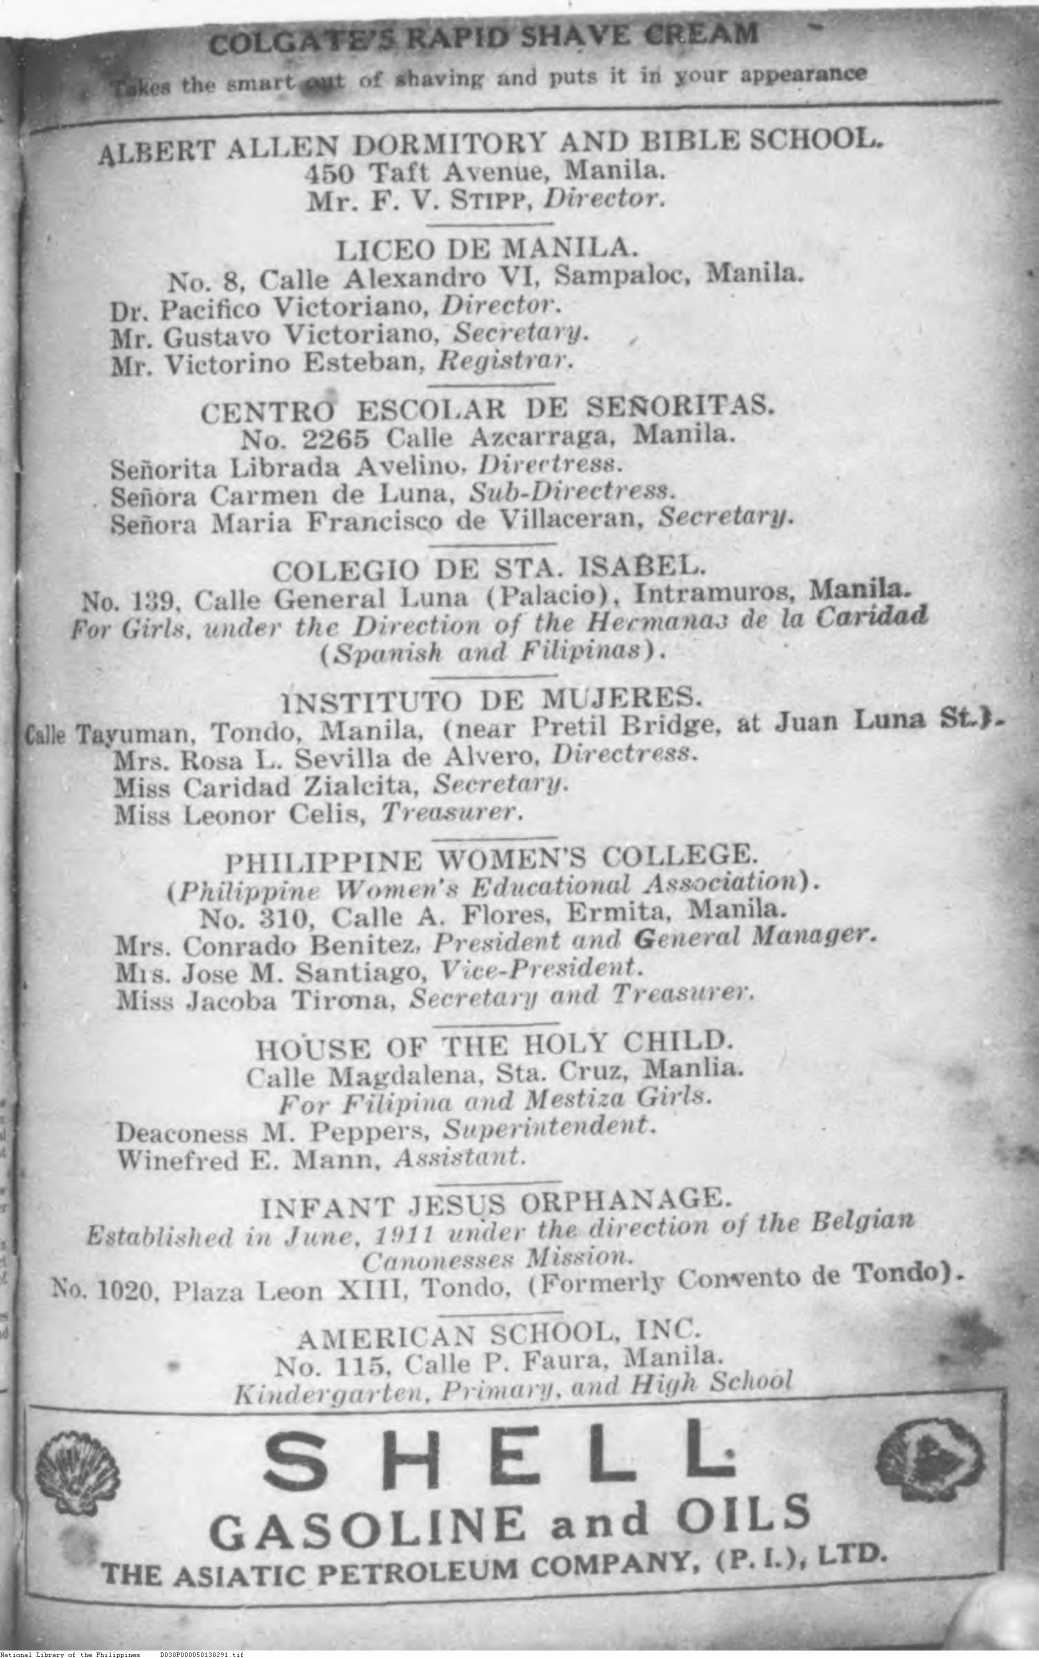 COLGATE'S RAPID SHAVE CREAM
Takes the smart out of shaving and puts it in your appearance
ALBERT ALLEN DORMITORY AND BIBLE SCHOOL.
450 Taft Avenue, Manila.
Mr. F. V. STIPP, Director.
LICEO DE MANILA.
No. 8, Calle Alexandro VI, Sampaloc, Manila.
Dr. Pacifico Victoriano, Director.
Mr. Gustavo Victoriano, Secretary.
Mr. Victorino Esteban, Registrar.
CENTRO ESCOLAR DE SEÑORITAS.
No. 2265 Calle Azcarraga, Manila.
Señorita Librada Avelino, Directress.
Señora Carmen de Luna, Sub-Directress.
Señora Maria Francisco de Villaceran, Secretary.
COLEGIO DE STA. ISABEL.
No. 139, Calle General Luna (Palacio), Intramuros, Manila.
For Girls, under the Direction of the Hermanas de la Caridad
(Spanish and Filipinas).
INSTITUTO DE MUJERES.
Calle Tayuman, Tondo, Manila, (near Pretil Bridge, at Juan Luna St.).
Mrs. Rosa L. Sevilla de Alvero, Directress.
Miss Caridad Zialcita, Secretary.
Miss Leonor Celis, Treasurer.
PHILIPPINE WOMEN'S COLLEGE.
(Philippine Women's Educational Association).
No. 310, Calle A. Flores, Ermita, Manila.
Mrs. Conrado Benitez, President and General Manager.
Mrs. Jose M. Santiago, Vice-President.
Miss Jacoba Tirona, Secretary and Treasurer.
HOUSE OF THE HOLY CHILD.
Calle Magdalena, Sta. Cruz, Manlia.
For Filipina and Mestiza Girls.
Deaconess M. Peppers, Superintendent.
Winefred E. Mann, Assistant.
INFANT JESUS ORPHANAGE.
Established in June, 1911 under the direction of the Belgian
Canonesses Mission.
No. 1020, Plaza Leon XIII, Tondo, (Formerly Convento de Tondo).
AMERICAN SCHOOL, INC.
No. 115, Calle P. Faura, Manila.
Kindergarten, Primary, and High School
SHELL
GASOLINE and OILS
THE ASIATIC PETROLEUM COMPANY, (P. I.), LTD.
National Library of the Philippines D038P000050138291.tif